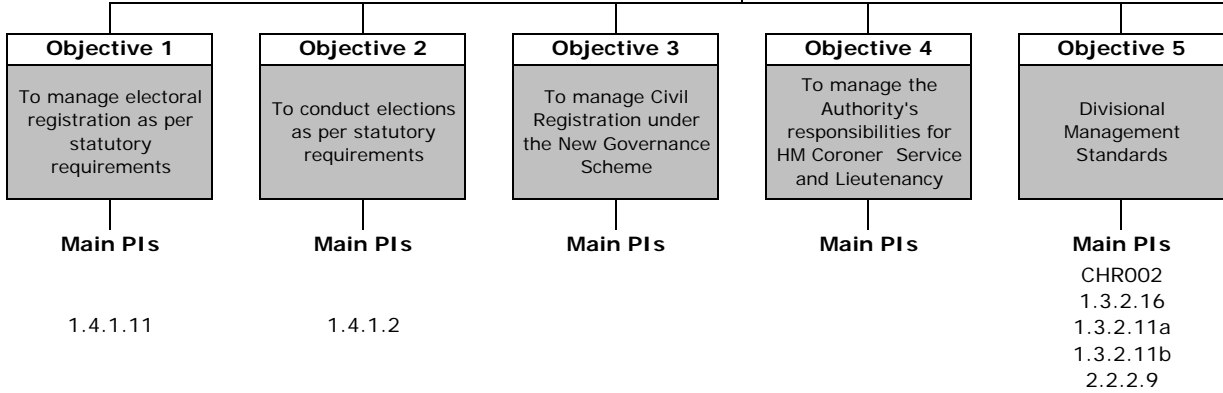 Objective 1
To manage electoral
registration as per
statutory
requirements
Main PIs
1.4.1.11
Objective 2
To conduct elections
as per statutory
requirements
Main PIs
1.4.1.2
Objective 3
To manage Civil
Registration under
the New Governance
Scheme
Main PIs
Objective 4
To manage the
Authority's
responsibilities for
HM Coroner Service
and Lieutenancy
Main PIs
Objective 5
Divisional
Management
Standards
Main PIs
CHR002
1.3.2.16
1.3.2.11a
1.3.2.11b
2.2.2.9